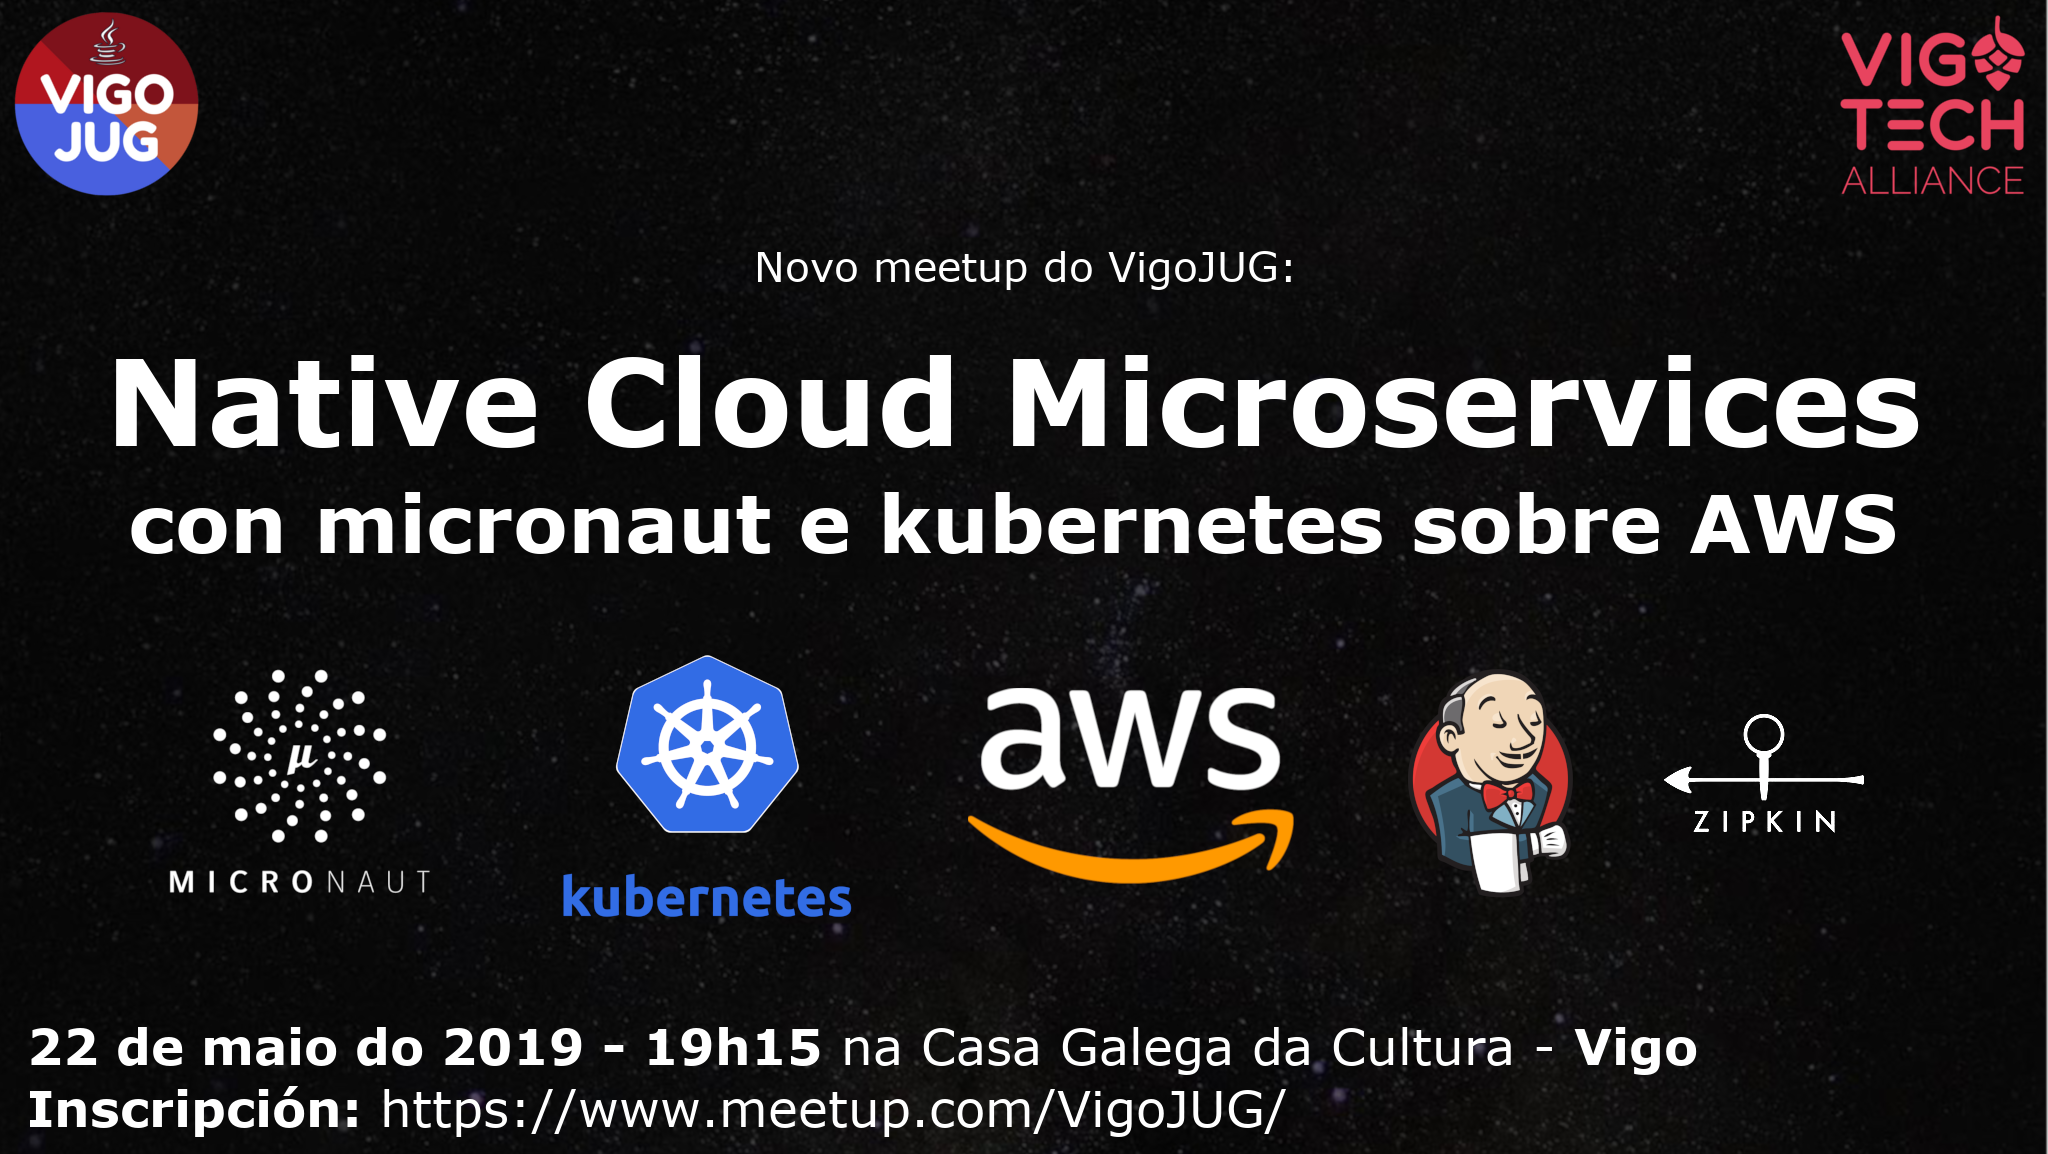 VIGO
JUG
VIGO
TECH
ALLIANCE
Novo meetup do VigoJUG:
Native Cloud Microservices
con micronaut e kubernetes sobre AWS
μ
MICRONAUT
kubernetes
aws
ZIPKIN
22 de maio do 2019 - 19h15 na Casa Galega da Cultura - Vigo
Inscripción: https://www.meetup.com/VigoJUG/